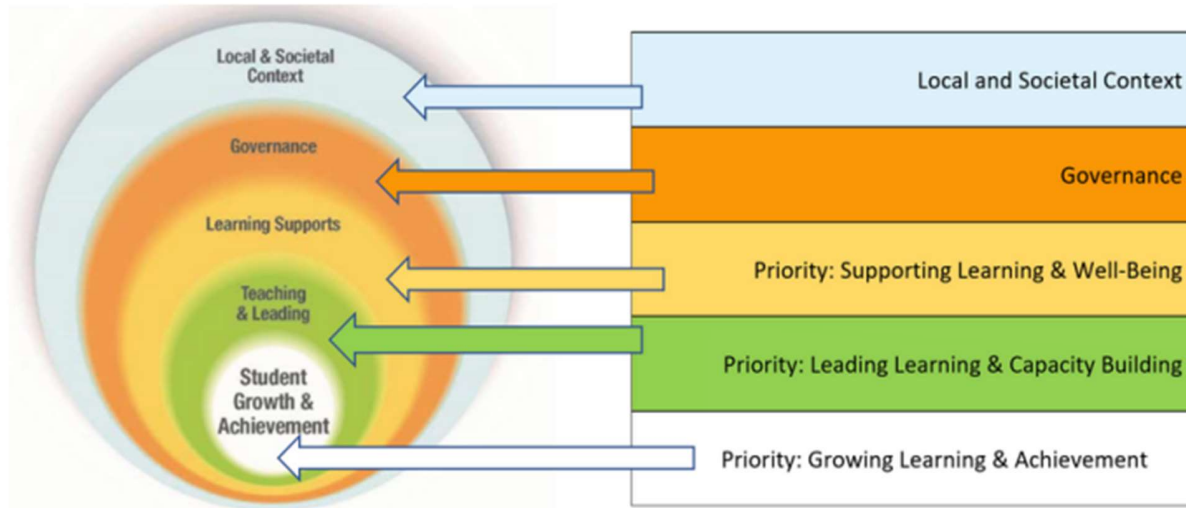 Local & Societal
Context
Governance
Learning Supports
Teaching
& Leading
Student
Growth &
Achievement
Local and Societal Context
Governance
Priority: Supporting Learning & Well-Being
Priority: Leading Learning & Capacity Building
Priority: Growing Learning & Achievement